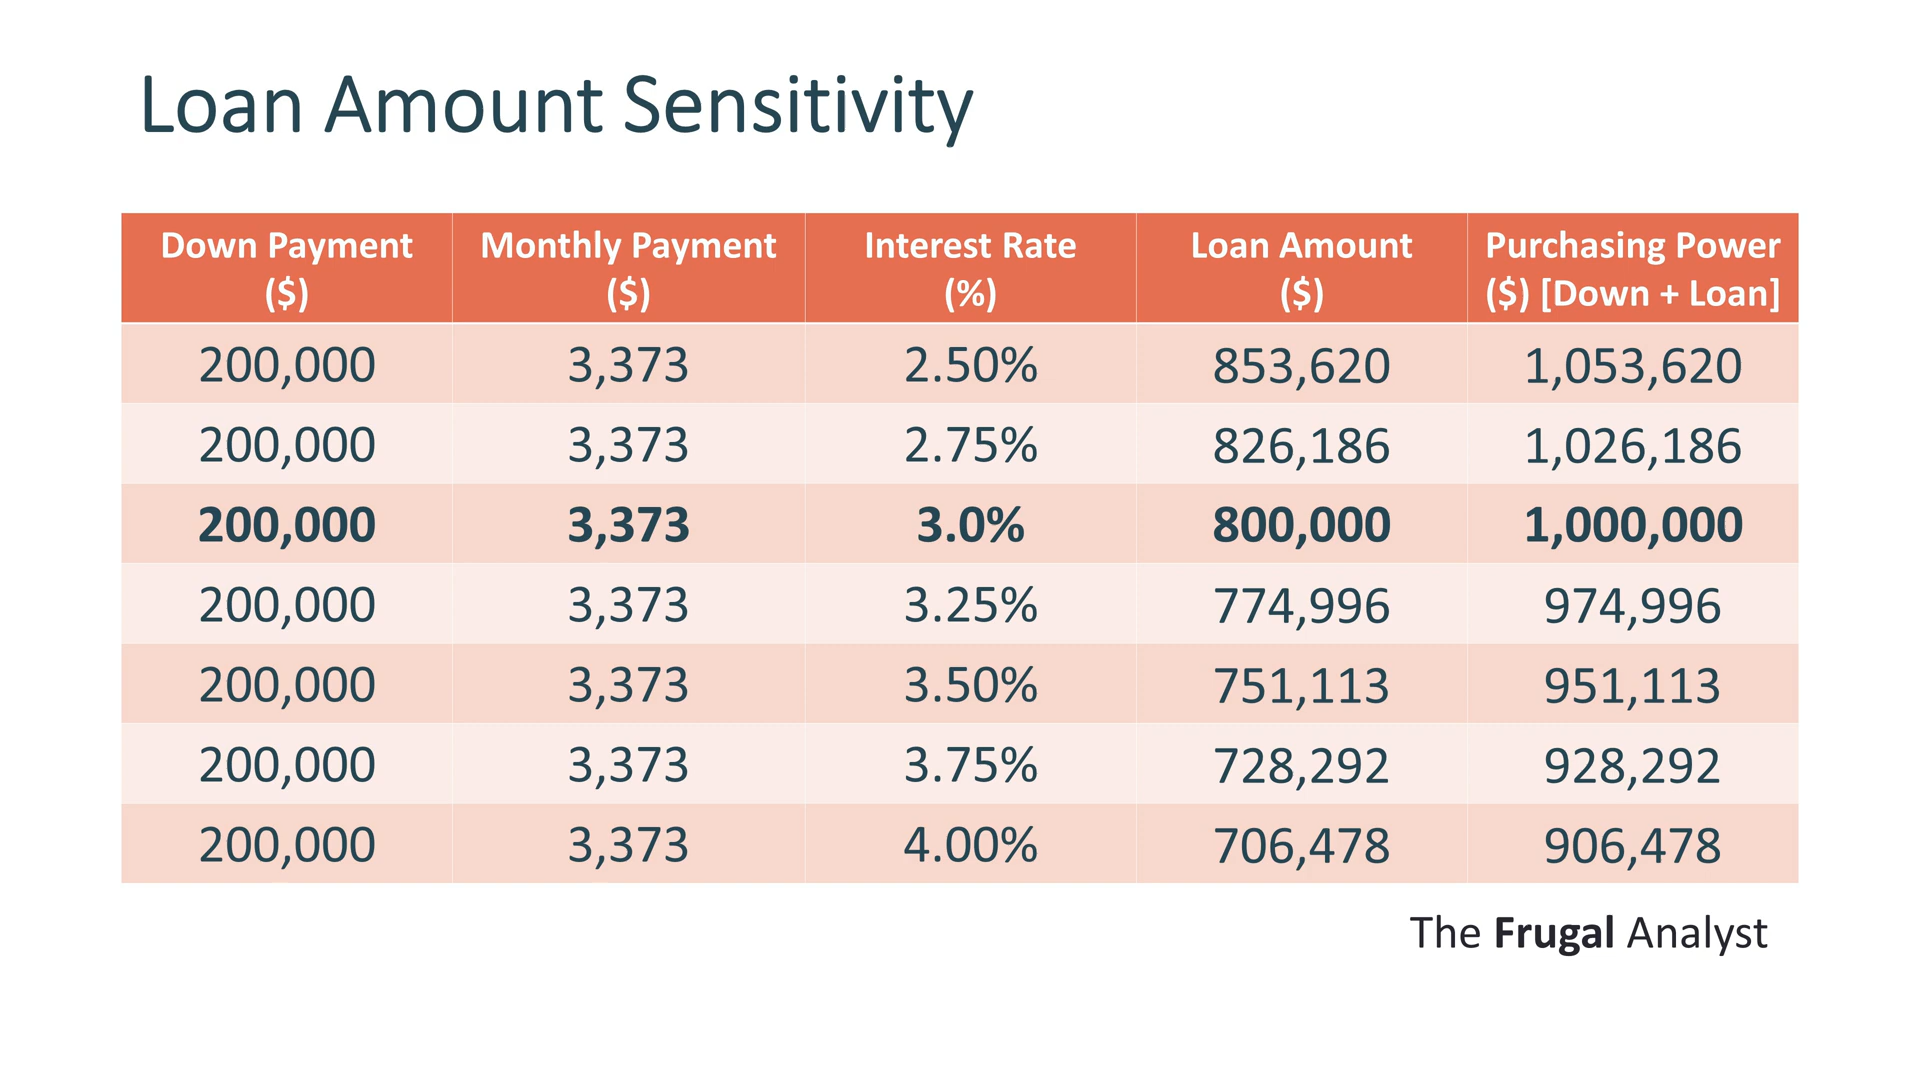 Loan Amount Sensitivity
Down Payment ($) Monthly Payment ($) Interest Rate (%) Loan Amount ($) Purchasing Power ($) [Down + Loan]
200,000 3,373 2.50% 853,620 1,053,620
200,000 3,373 2.75% 826,186 1,026,186
200,000 3,373 3.0% 800,000 1,000,000
200,000 3,373 3.25% 774,996 974,996
200,000 3,373 3.50% 751,113 951,113
200,000 3,373 3.75% 728,292 928,292
200,000 3,373 4.00% 706,478 906,478
The Frugal Analyst